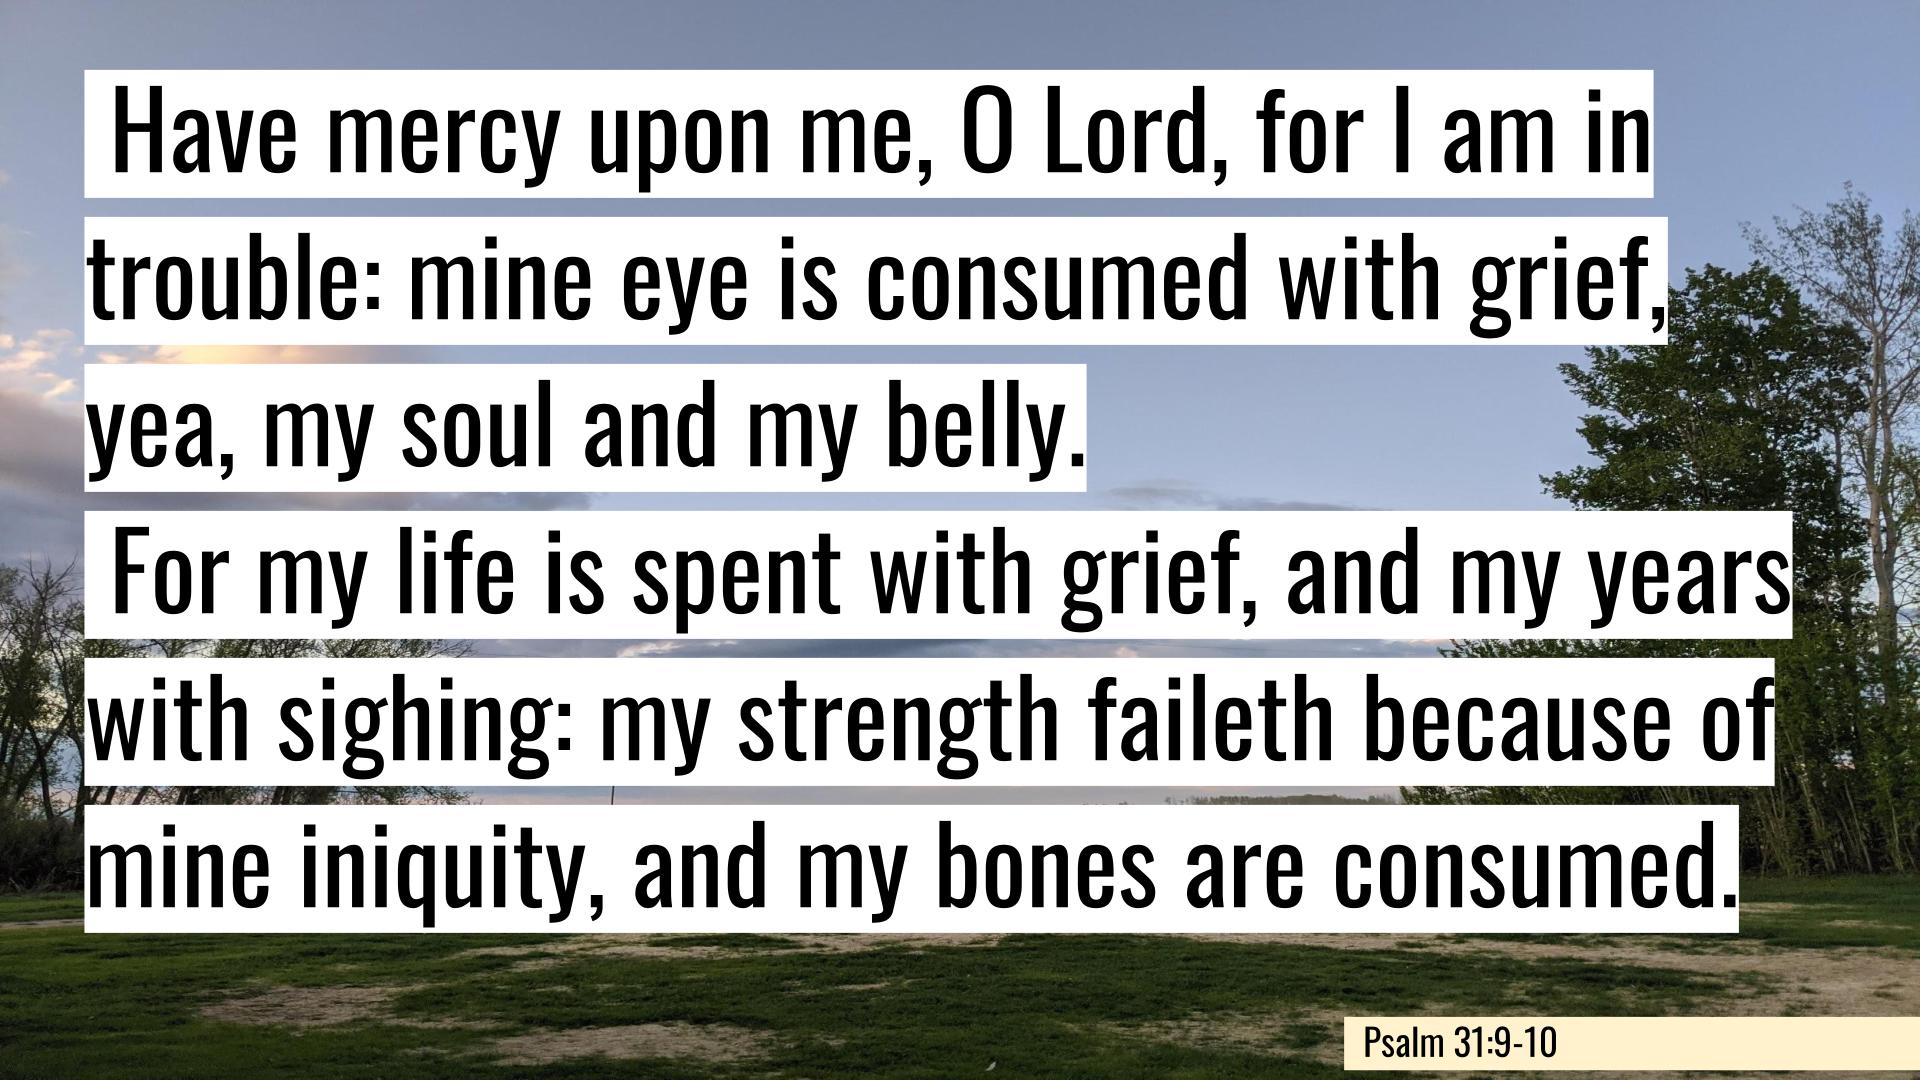 Have mercy upon me, O Lord, for I am in
trouble: mine eye is consumed with grief,
yea, my soul and my belly.
For my life is spent with grief, and my years
with sighing: my strength faileth because of
mine iniquity, and my bones are consumed.
Psalm 31:9-10